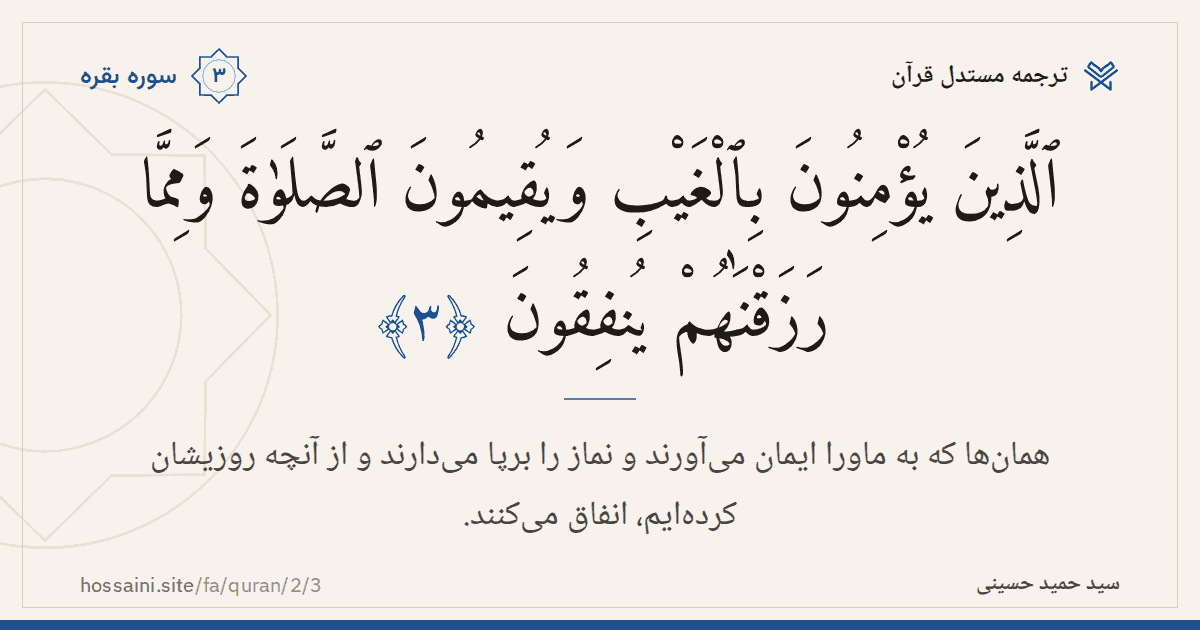 ترجمه مستدل قرآن
سوره بقره ۳
ٱلَّذِينَ يُؤْمِنُونَ بِٱلْغَيْبِ وَيُقِيمُونَ ٱلصَّلَوٰةَ وَمِمَّا
رَزَقْنَٰهُمْ يُنفِقُونَ ﴿۳﴾
همان‌ها که به ماورا ایمان می‌آورند و نماز را برپا می‌دارند و از آنچه روزیشان
کرده‌ایم، انفاق می‌کنند.
سید حمید حسینی
hossaini.site/fa/quran/2/3